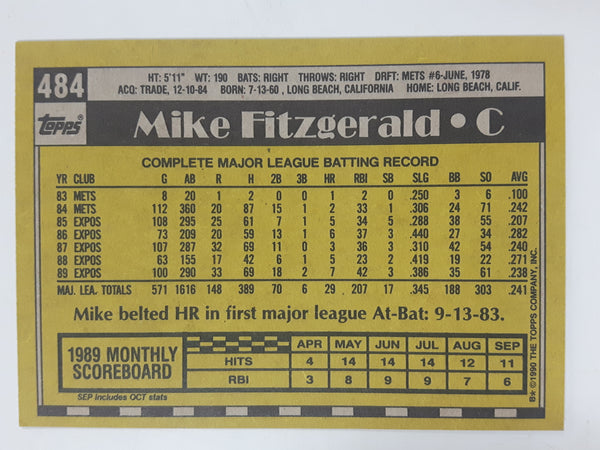 484
HT: 5'11" WT: 190 BATS: RIGHT THROWS: RIGHT DRFT: METS #6-JUNE, 1978
ACQ: TRADE, 12-10-84 BORN: 7-13-60, LONG BEACH, CALIFORNIA HOME: LONG BEACH, CALIF.
Topps®
Mike Fitzgerald • C
COMPLETE MAJOR LEAGUE BATTING RECORD
YR CLUB G AB R H 2B 3B HR RBI SB SLG BB SO AVG
83 METS 8 20 1 2 0 0 1 2 0 .250 3 6 .100
84 METS 112 360 20 87 15 1 2 33 1 .306 24 71 .242
85 EXPOS 108 295 25 61 7 1 5 34 5 .288 38 55 .207
86 EXPOS 73 209 20 59 13 1 6 37 3 .440 27 34 .282
87 EXPOS 107 287 32 69 11 0 3 36 3 .310 42 54 .240
88 EXPOS 63 155 17 42 6 1 5 23 2 .419 19 22 .271
89 EXPOS 100 290 33 69 18 2 7 42 3 .386 35 61 .238
MAJ. LEA. TOTALS 571 1616 148 389 70 6 29 207 17 .345 188 303 .241
Mike belted HR in first major league At-Bat: 9-13-83.
1989 MONTHLY SCOREBOARD
APR MAY JUN JUL AUG SEP
HITS 4 14 14 14 12 11
RBI 3 8 9 9 7 6
SEP includes OCT stats
B* ©1990 THE TOPPS COMPANY, INC.